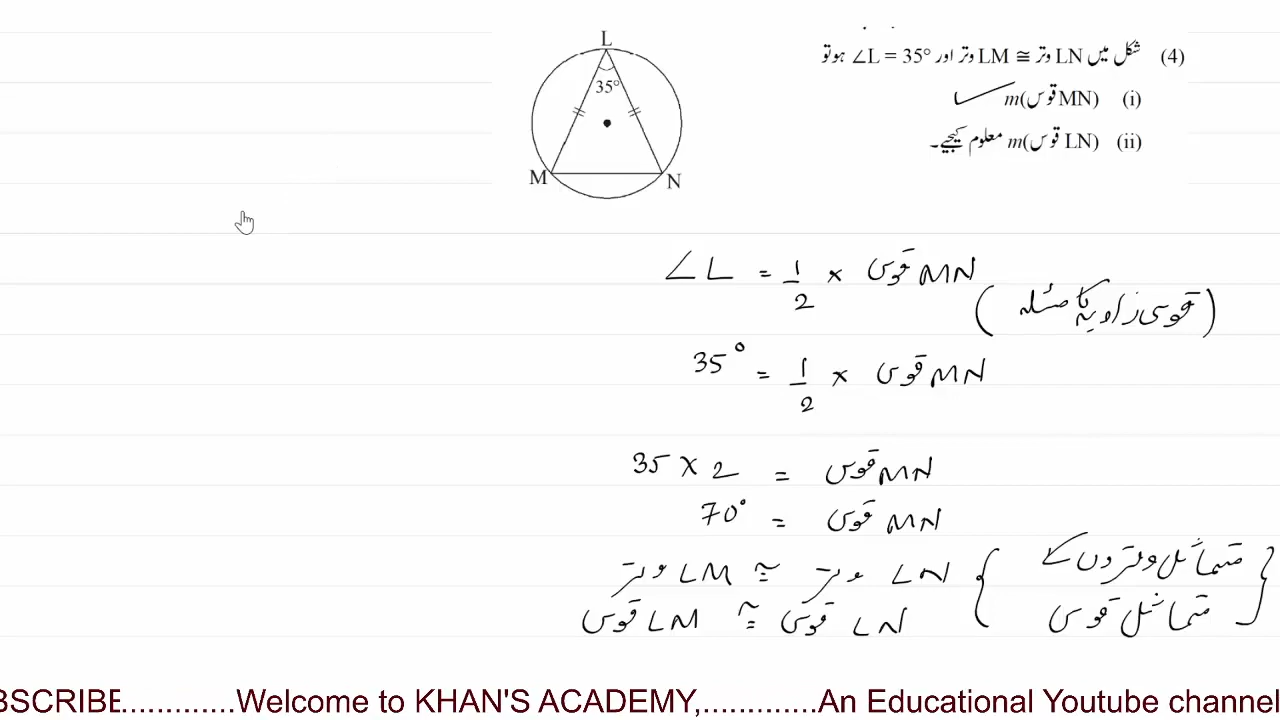 (4) شکل میں LN وتر ≅ LM وتر اور ∠L = 35° ہو تو
(i) m(قوس MN)
(ii) m(قوس LN) معلوم کیجیے۔
L
35°
M
N
∠L = 1/2 × قوس MN
(قوسی زاویہ کا مسئلہ)
35° = 1/2 × قوس MN
35 × 2 = قوس MN
70° = قوس MN
وتر LM ≅ وتر LN { متماثل وتروں کے
قوس LM ≅ قوس LN متماثل قوس }
BSCRIBE.............Welcome to KHAN'S ACADEMY,.............An Educational Youtube channel